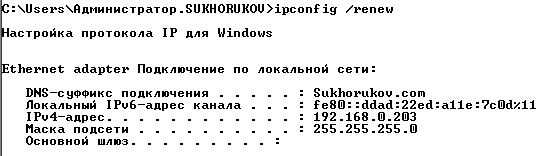 C:\Users\Администратор.SUKHORUKOV>ipconfig /renew
Настройка протокола IP для Windows
Ethernet adapter Подключение по локальной сети:
DNS-суффикс подключения . . . . . : Sukhorukov.com
Локальный IPv6-адрес канала . . . : fe80::ddad:22ed:a11e:7c0d%11
IPv4-адрес. . . . . . . . . . . . : 192.168.0.203
Маска подсети . . . . . . . . . . : 255.255.255.0
Основной шлюз. . . . . . . . . :